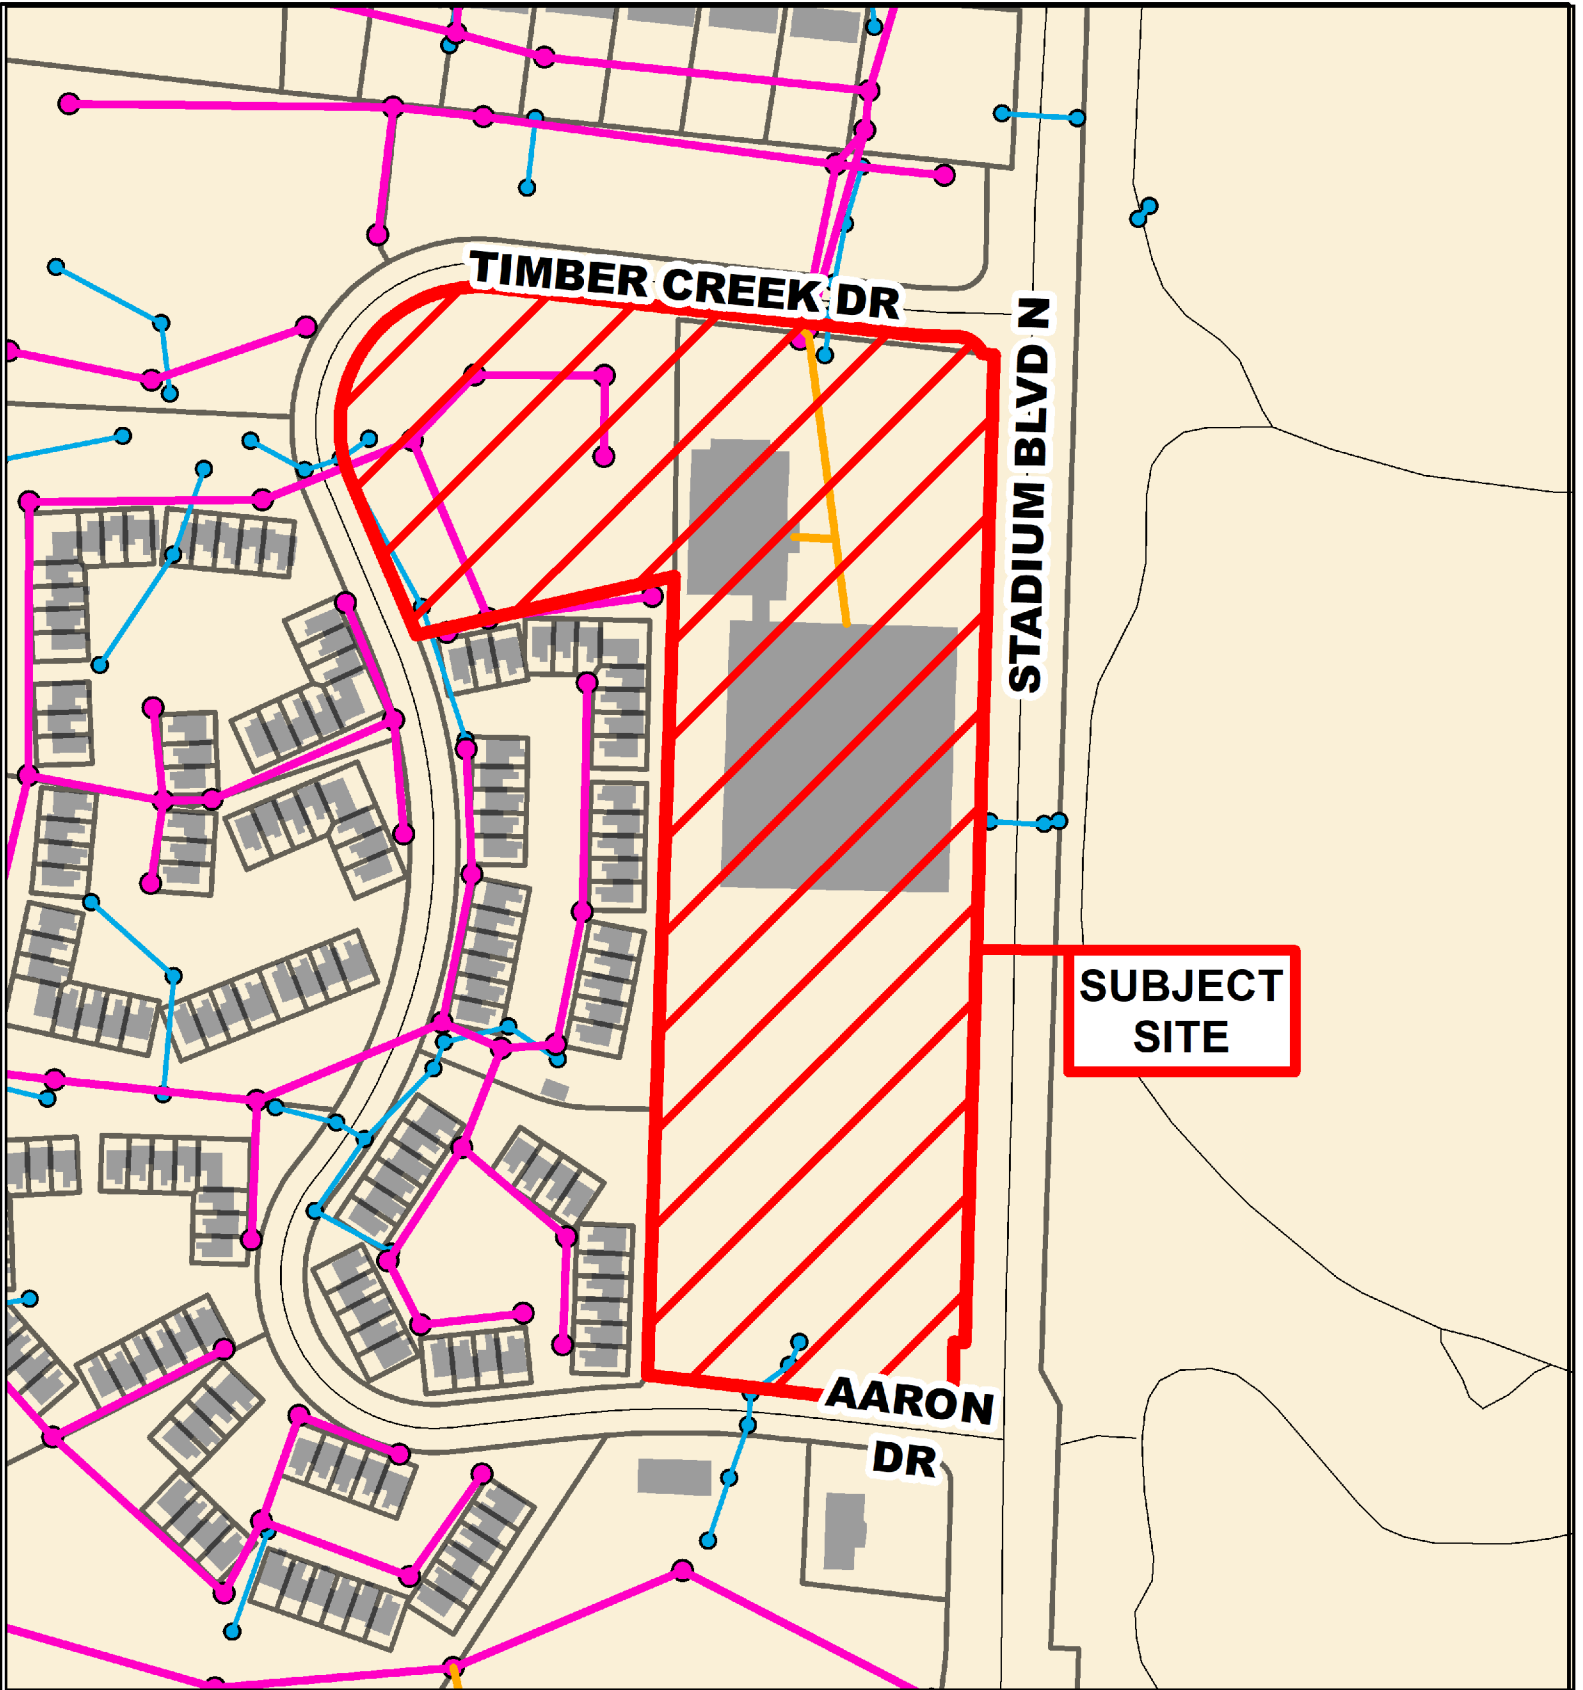 TIMBER CREEK DR
STADIUM BLVD N
SUBJECT
SITE
AARON
DR